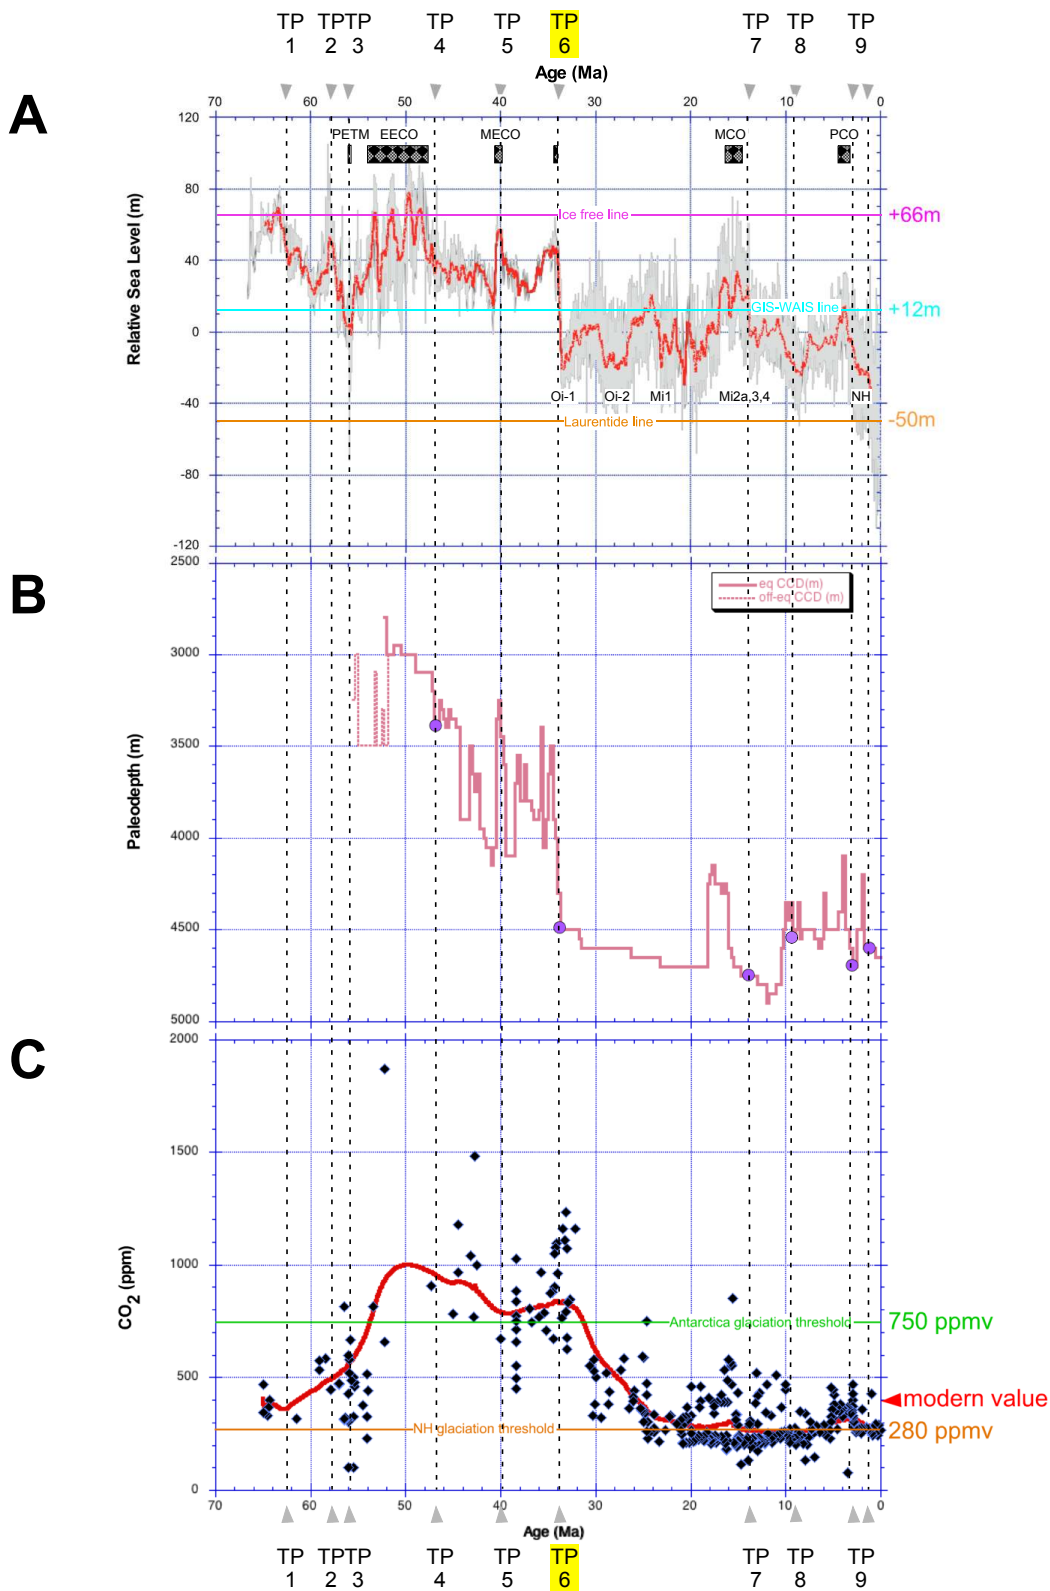 TP TP TP TP TP TP TP TP TP
1 2 3 4 5 6 7 8 9
Age (Ma)
A
70 60 50 40 30 20 10 0
PETM EECO MECO MCO PCO
120
80
40
0
-40
-80
-120
Relative Sea Level (m)
Ice free line
+66m
GIS-WAIS line
+12m
Oi-1 Oi-2 Mi1 Mi2a,3,4 NH
Laurentide line
-50m
B
2500
3000
3500
4000
4500
5000
Paleodepth (m)
eq CCD(m)
off-eq CCD (m)
C
2000
1500
1000
500
0
CO2 (ppm)
Antarctica glaciation threshold
750 ppmv
modern value
NH glaciation threshold
280 ppmv
70 60 50 40 30 20 10 0
Age (Ma)
TP TP TP TP TP TP TP TP TP
1 2 3 4 5 6 7 8 9